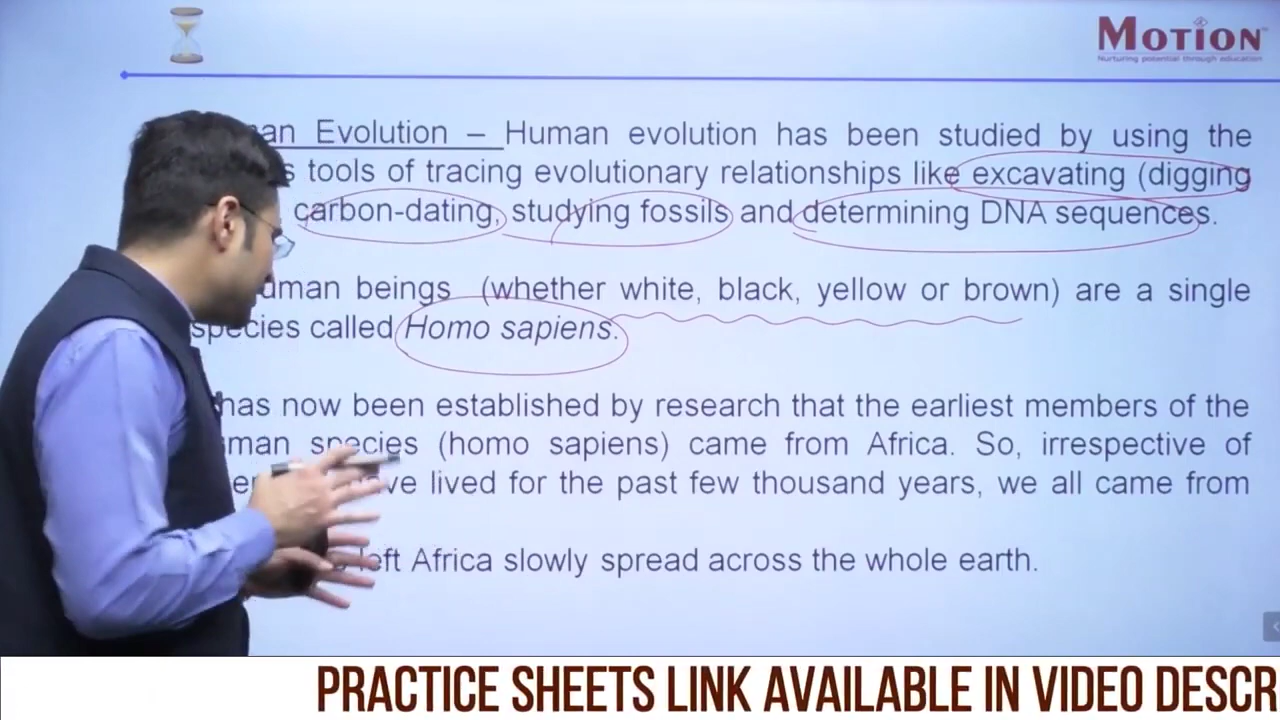 MOTION
Nurturing potential through education
an Evolution – Human evolution has been studied by using the
s tools of tracing evolutionary relationships like excavating (digging
carbon-dating, studying fossils and determining DNA sequences.
uman beings (whether white, black, yellow or brown) are a single
species called Homo sapiens.
has now been established by research that the earliest members of the
man species (homo sapiens) came from Africa. So, irrespective of
ve lived for the past few thousand years, we all came from
left Africa slowly spread across the whole earth.
PRACTICE SHEETS LINK AVAILABLE IN VIDEO DESCR